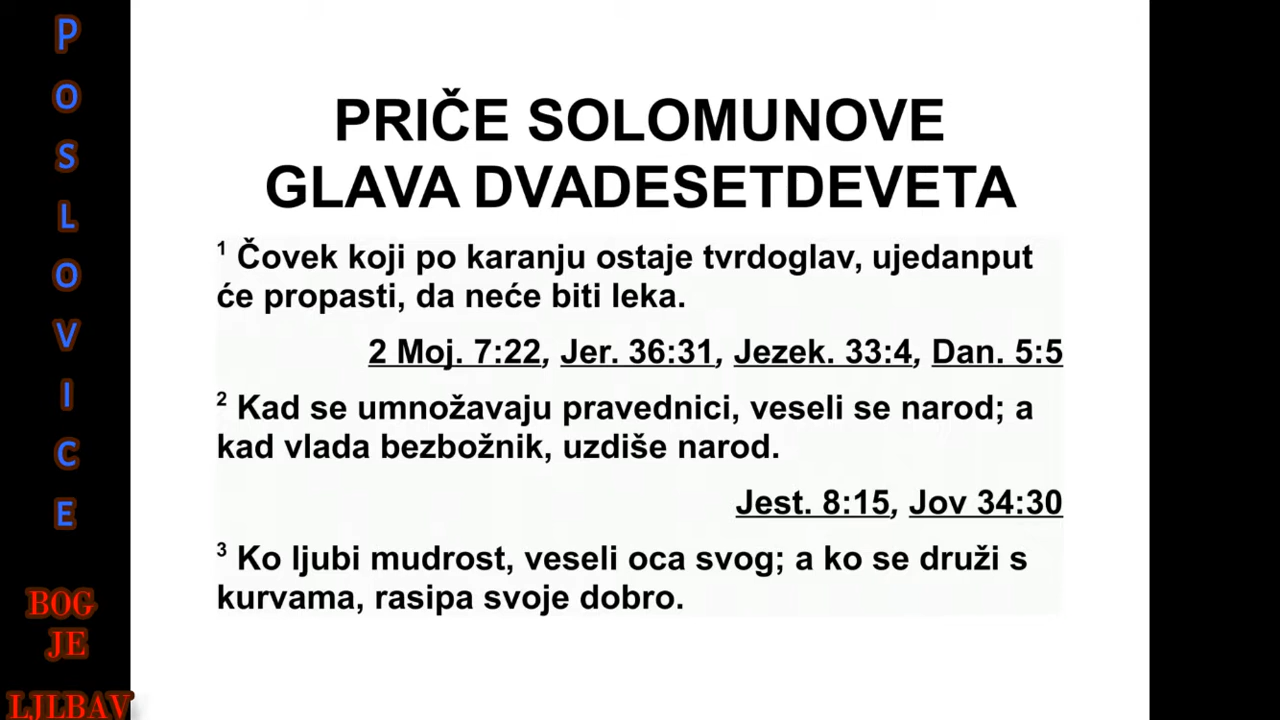 POSLOVICE
BOG
JE
LJLBAV
PRIČE SOLOMUNOVE
GLAVA DVADESETDEVETA
1 Čovek koji po karanju ostaje tvrdoglav, ujedanput
će propasti, da neće biti leka.
2 Moj. 7:22, Jer. 36:31, Jezek. 33:4, Dan. 5:5
2 Kad se umnožavaju pravednici, veseli se narod; a
kad vlada bezbožnik, uzdiše narod.
Jest. 8:15, Jov 34:30
3 Ko ljubi mudrost, veseli oca svog; a ko se druži s
kurvama, rasipa svoje dobro.